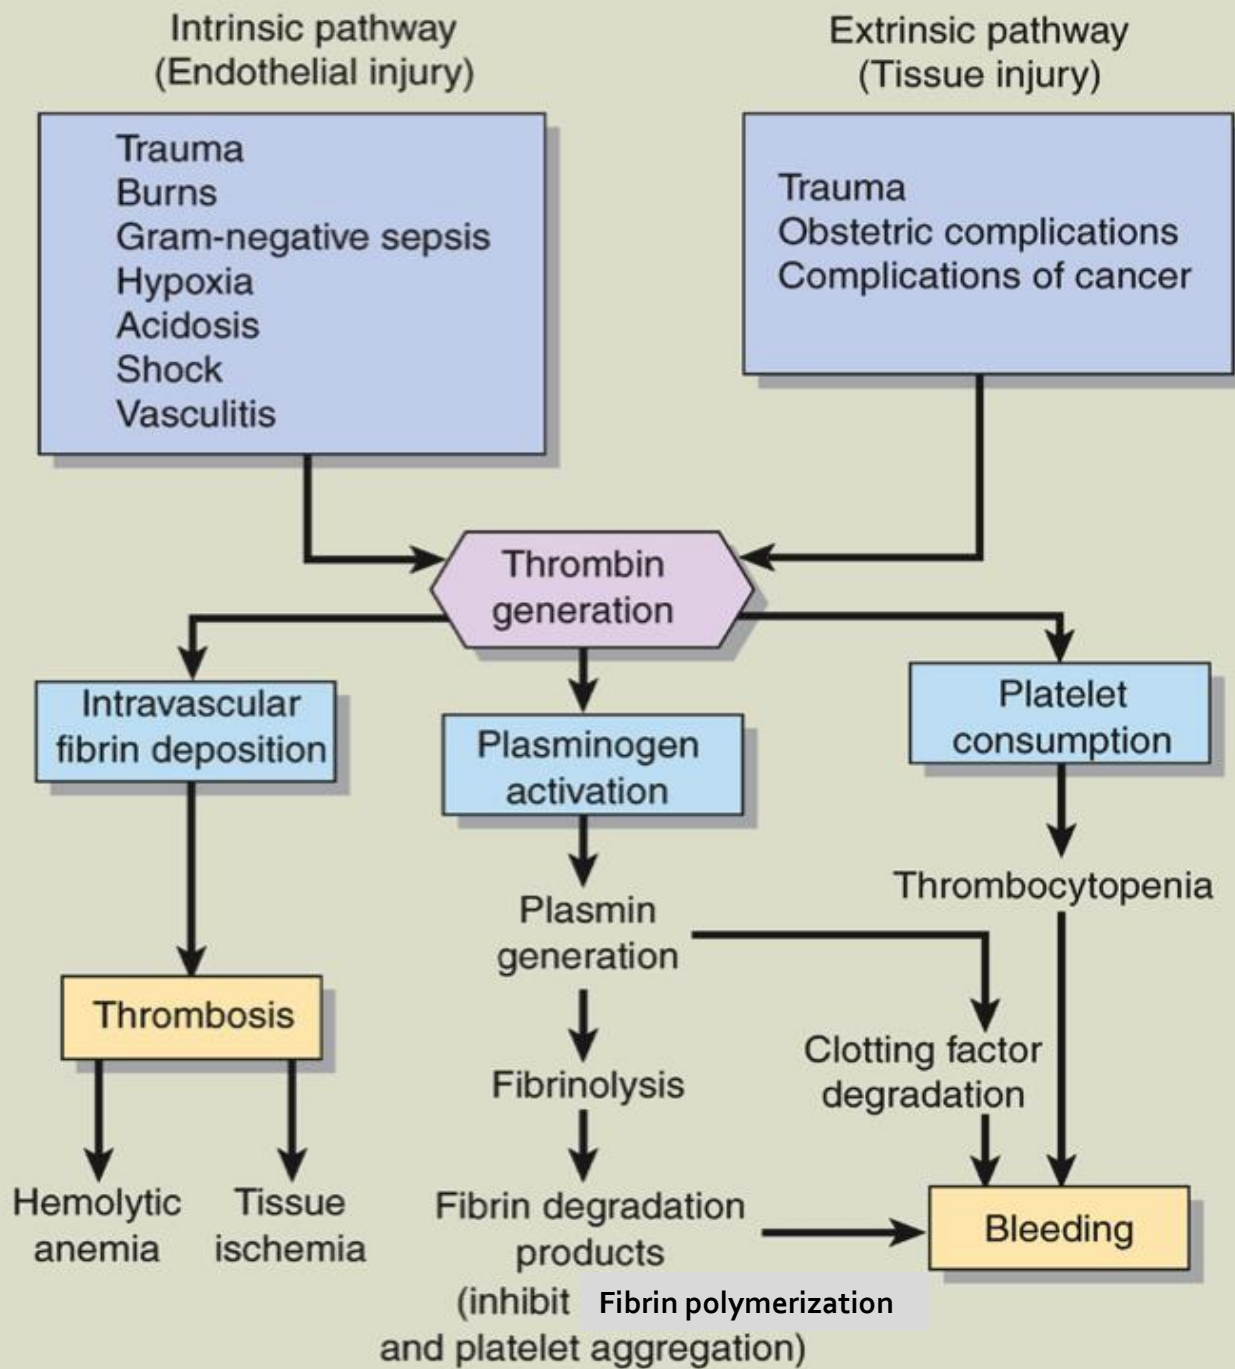 Intrinsic pathway
(Endothelial injury)
Extrinsic pathway
(Tissue injury)
Trauma
Burns
Gram-negative sepsis
Hypoxia
Acidosis
Shock
Vasculitis
Trauma
Obstetric complications
Complications of cancer
Thrombin
generation
Intravascular
fibrin deposition
Plasminogen
activation
Platelet
consumption
Thrombosis
Hemolytic
anemia
Tissue
ischemia
Plasmin
generation
Fibrinolysis
Fibrin degradation
products
(inhibit Fibrin polymerization
and platelet aggregation)
Thrombocytopenia
Clotting factor
degradation
Bleeding